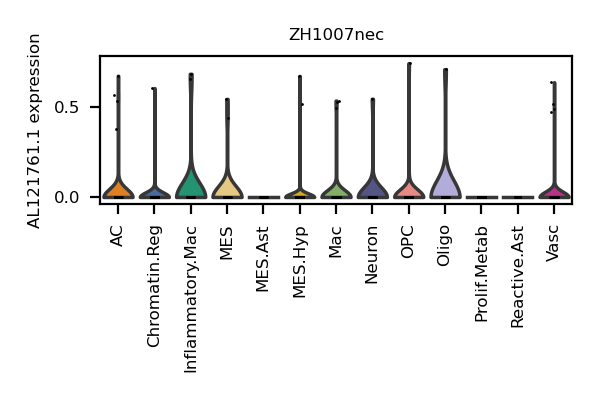 ZH1007nec
AL121761.1 expression
0.5
0.0
AC
Chromatin.Reg
Inflammatory.Mac
MES
MES.Ast
MES.Hyp
Mac
Neuron
OPC
Oligo
Prolif.Metab
Reactive.Ast
Vasc